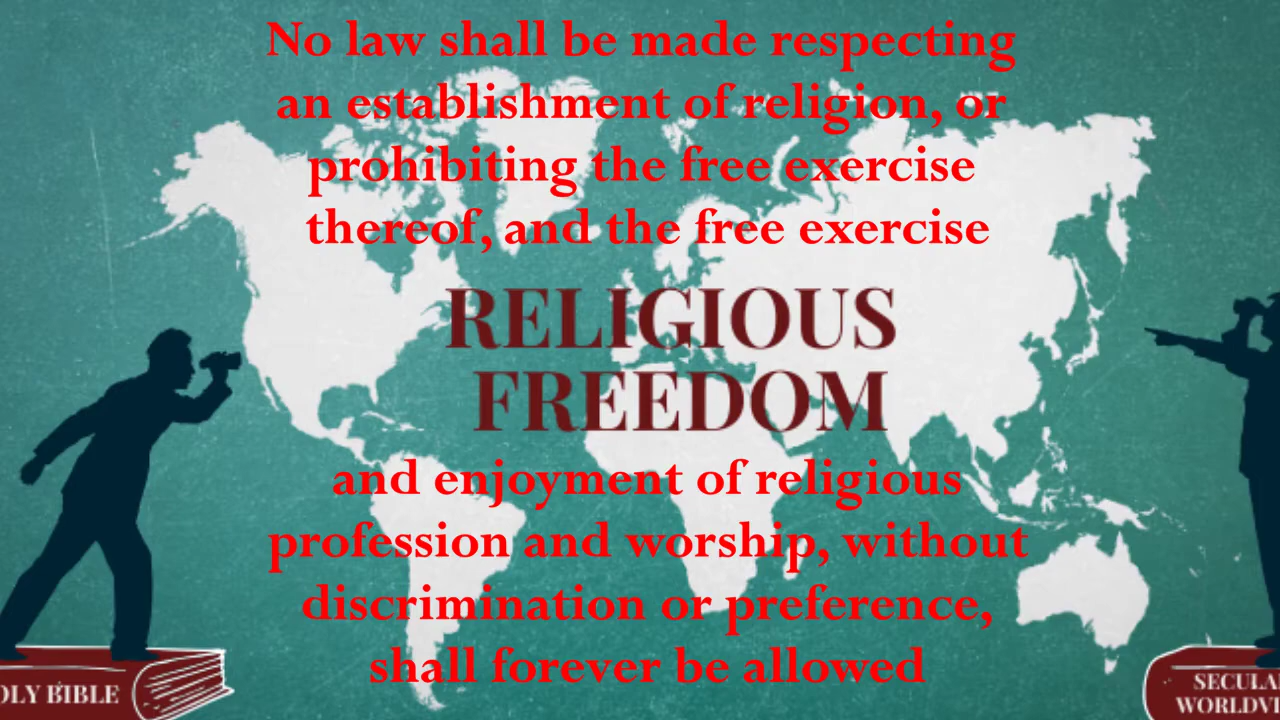 No law shall be made respecting
an establishment of religion, or
prohibiting the free exercise
thereof, and the free exercise
RELIGIOUS
FREEDOM
and enjoyment of religious
profession and worship, without
discrimination or preference,
shall forever be allowed
OLY BIBLE
SECULA
WORLDV